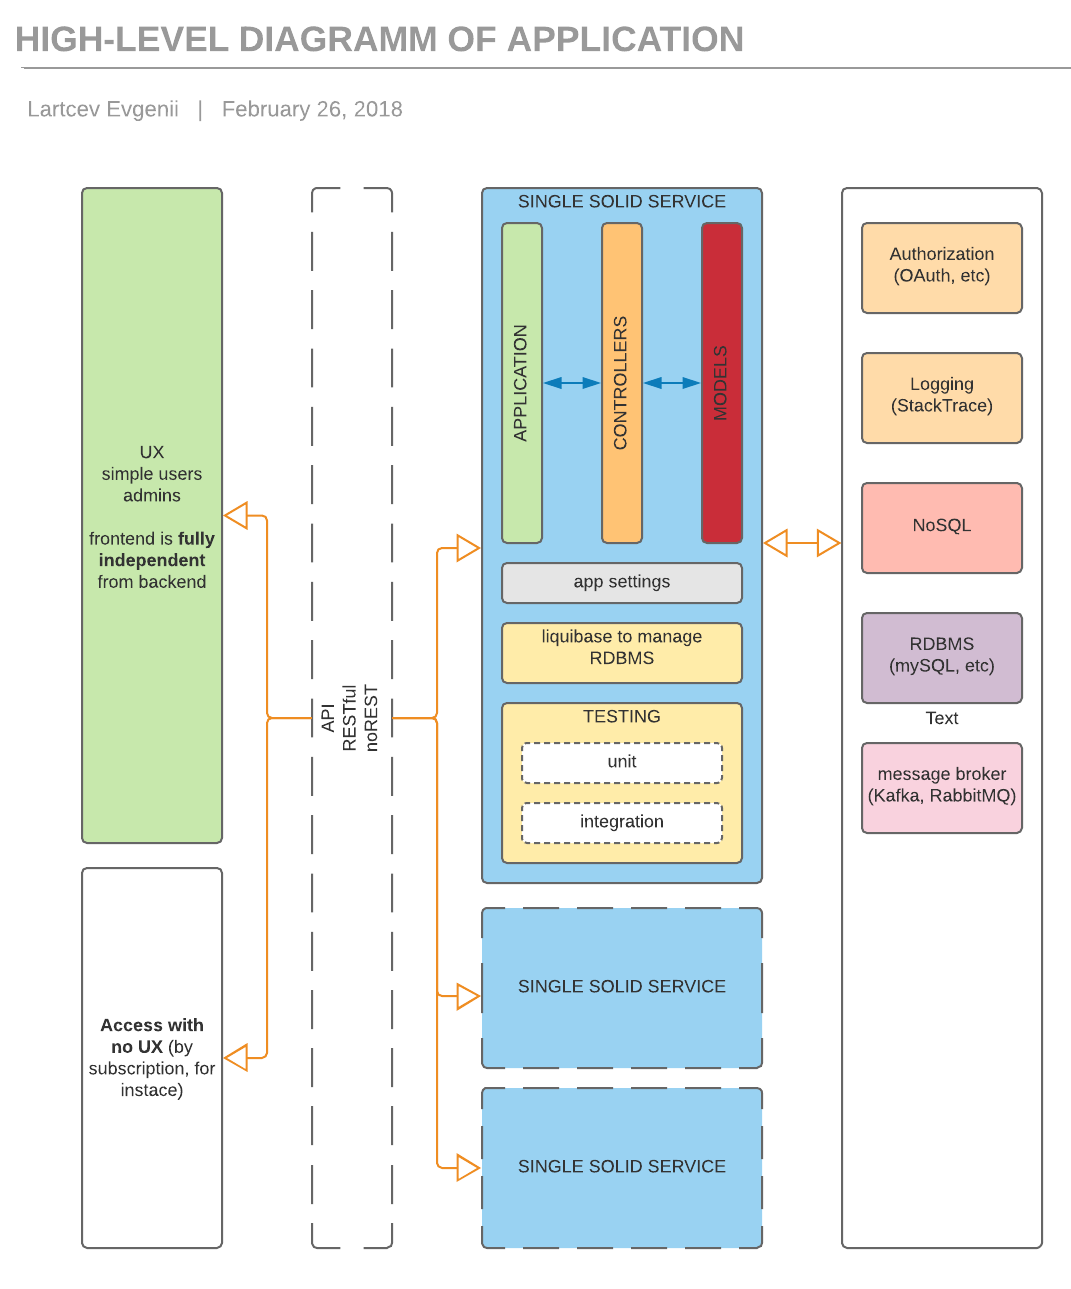 HIGH-LEVEL DIAGRAMM OF APPLICATION
Lartcev Evgenii | February 26, 2018
UX
simple users
admins
frontend is fully
independent
from backend
Access with
no UX (by
subscription, for
instace)
API
RESTful
noREST
SINGLE SOLID SERVICE
APPLICATION
CONTROLLERS
MODELS
app settings
liquibase to manage
RDBMS
TESTING
unit
integration
SINGLE SOLID SERVICE
SINGLE SOLID SERVICE
Authorization
(OAuth, etc)
Logging
(StackTrace)
NoSQL
RDBMS
(mySQL, etc)
Text
message broker
(Kafka, RabbitMQ)